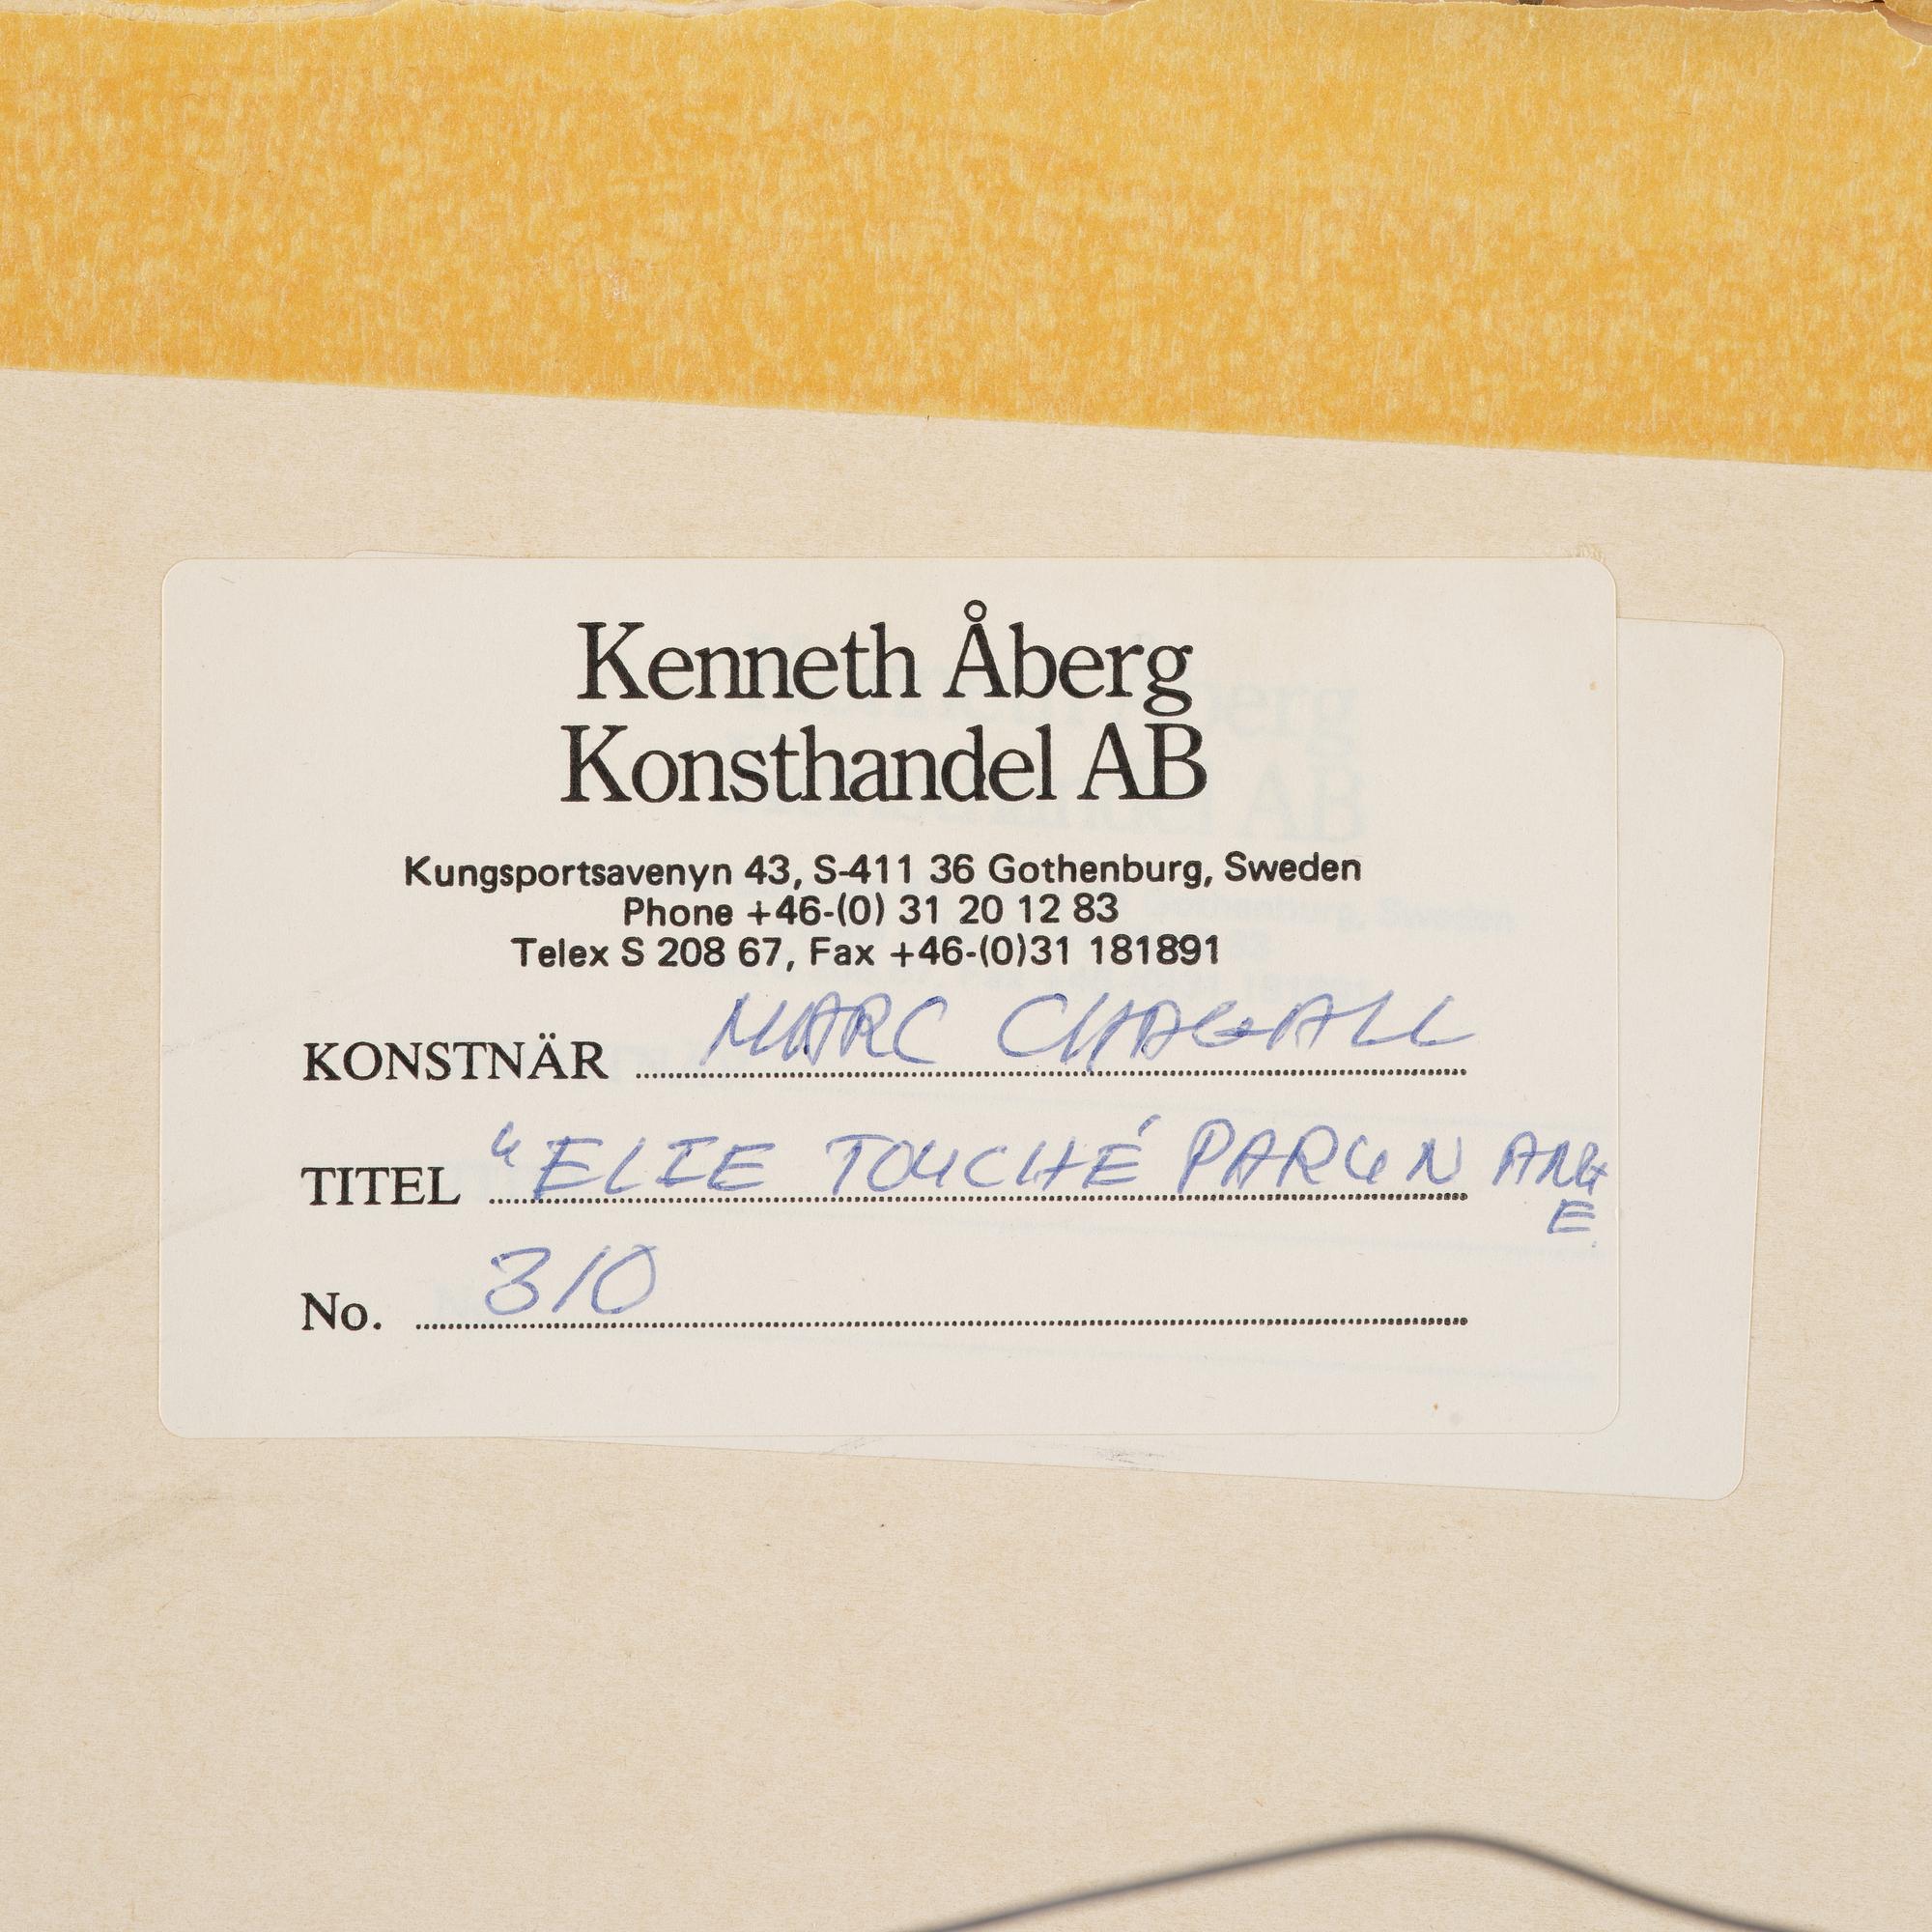 Kenneth Åberg
Konsthandel AB
Kungsportsavenyn 43, S-411 36 Gothenburg, Sweden
Phone +46-(0) 31 20 12 83
Telex S 208 67, Fax +46-(0)31 181891
KONSTNÄR MARC CHAGALL
TITEL "ELIE TOUCHÉ PAR UN ANG
E
No. 310